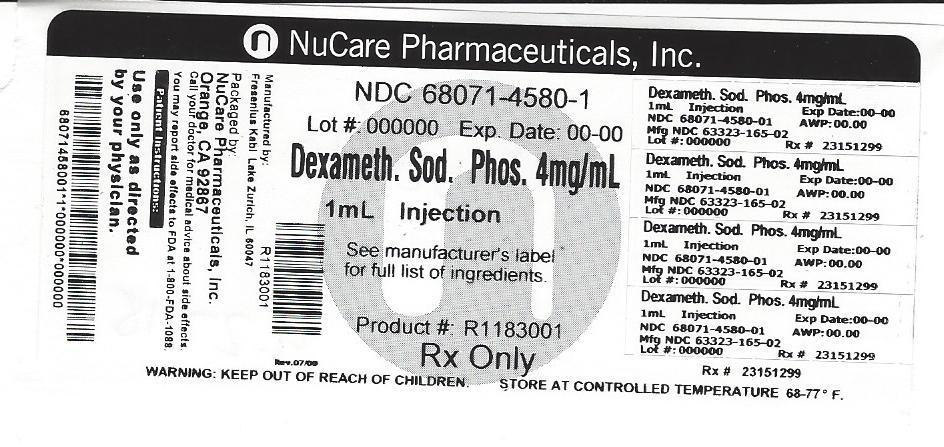 n NuCare Pharmaceuticals, Inc.
68071458001*1*000000*000000
Use only as directed
by your physician.
Patient Instructions:
You may report side effects to FDA at 1-800-FDA-1088.
Call your doctor for medical advice about side effects.
Orange, CA 92867
NuCare Pharmaceuticals, Inc.
Packaged by:
Fresenius Kabi Lake Zurich, IL 60047
Manufactured by:
R1183001
NDC 68071-4580-1
Lot #: 000000 Exp. Date: 00-00
Dexameth. Sod. Phos. 4mg/mL
1mL Injection
See manufacturer's label
for full list of ingredients.
Product #: R1183001
Rx Only
Rev.07/09
WARNING: KEEP OUT OF REACH OF CHILDREN. STORE AT CONTROLLED TEMPERATURE 68-77° F.
Dexameth. Sod. Phos. 4mg/mL
1mL Injection Exp Date:00-00
NDC 68071-4580-01 AWP:00.00
Mfg NDC 63323-165-02
Lot #:000000 Rx # 23151299
Dexameth. Sod. Phos. 4mg/mL
1mL Injection Exp Date:00-00
NDC 68071-4580-01 AWP:00.00
Mfg NDC 63323-165-02
Lot #:000000 Rx # 23151299
Dexameth. Sod. Phos. 4mg/mL
1mL Injection Exp Date:00-00
NDC 68071-4580-01 AWP:00.00
Mfg NDC 63323-165-02
Lot #:000000 Rx # 23151299
Dexameth. Sod. Phos. 4mg/mL
1mL Injection Exp Date:00-00
NDC 68071-4580-01 AWP:00.00
Mfg NDC 63323-165-02
Lot #:000000 Rx # 23151299
Rx # 23151299